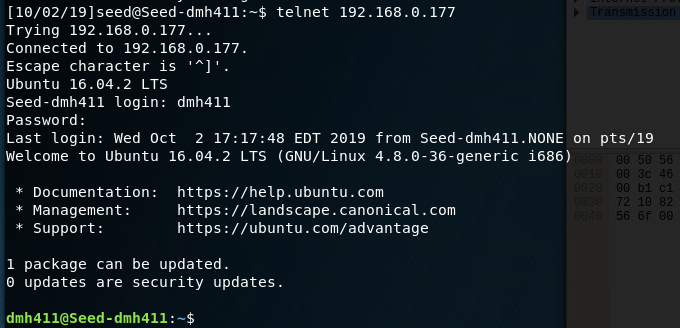 [10/02/19]seed@Seed-dmh411:~$ telnet 192.168.0.177
Trying 192.168.0.177...
Connected to 192.168.0.177.
Escape character is '^]'.
Ubuntu 16.04.2 LTS
Seed-dmh411 login: dmh411
Password:
Last login: Wed Oct  2 17:17:48 EDT 2019 from Seed-dmh411.NONE on pts/19
Welcome to Ubuntu 16.04.2 LTS (GNU/Linux 4.8.0-36-generic i686)
 * Documentation:  https://help.ubuntu.com
 * Management:     https://landscape.canonical.com
 * Support:        https://ubuntu.com/advantage
1 package can be updated.
0 updates are security updates.
dmh411@Seed-dmh411:~$
Transmission
0000 00 50 56
0010 00 3c 46
0020 00 b1 c1
0030 72 10 82
0040 56 6f 00